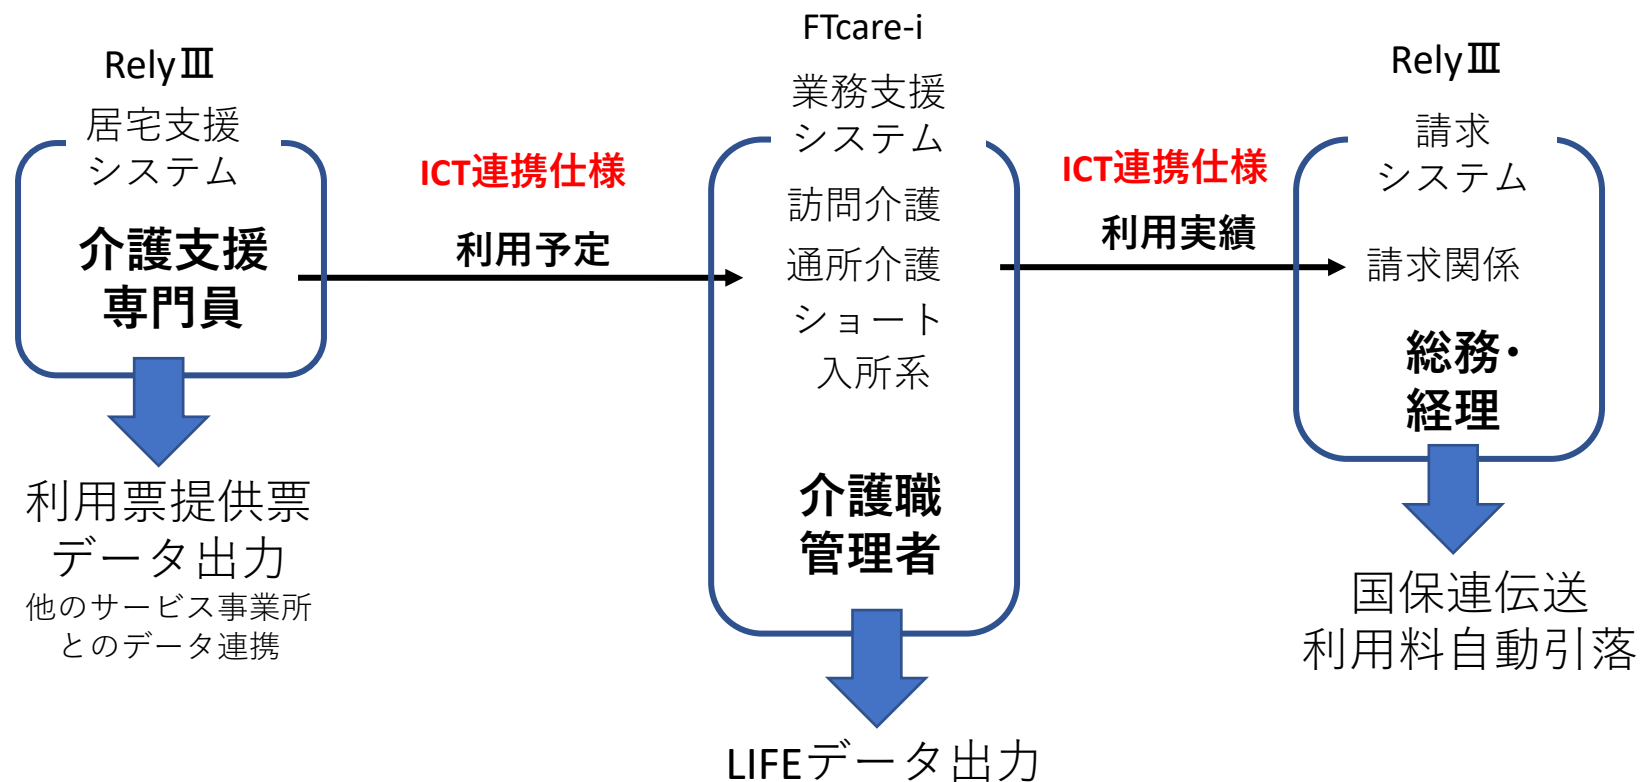 RelyⅢ
居宅支援
システム
介護支援
専門員
利用票提供票
データ出力
他のサービス事業所
とのデータ連携
ICT連携仕様
利用予定
FTcare-i
業務支援
システム
訪問介護
通所介護
ショート
入所系
介護職
管理者
LIFEデータ出力
ICT連携仕様
利用実績
RelyⅢ
請求
システム
請求関係
総務・
経理
国保連伝送
利用料自動引落